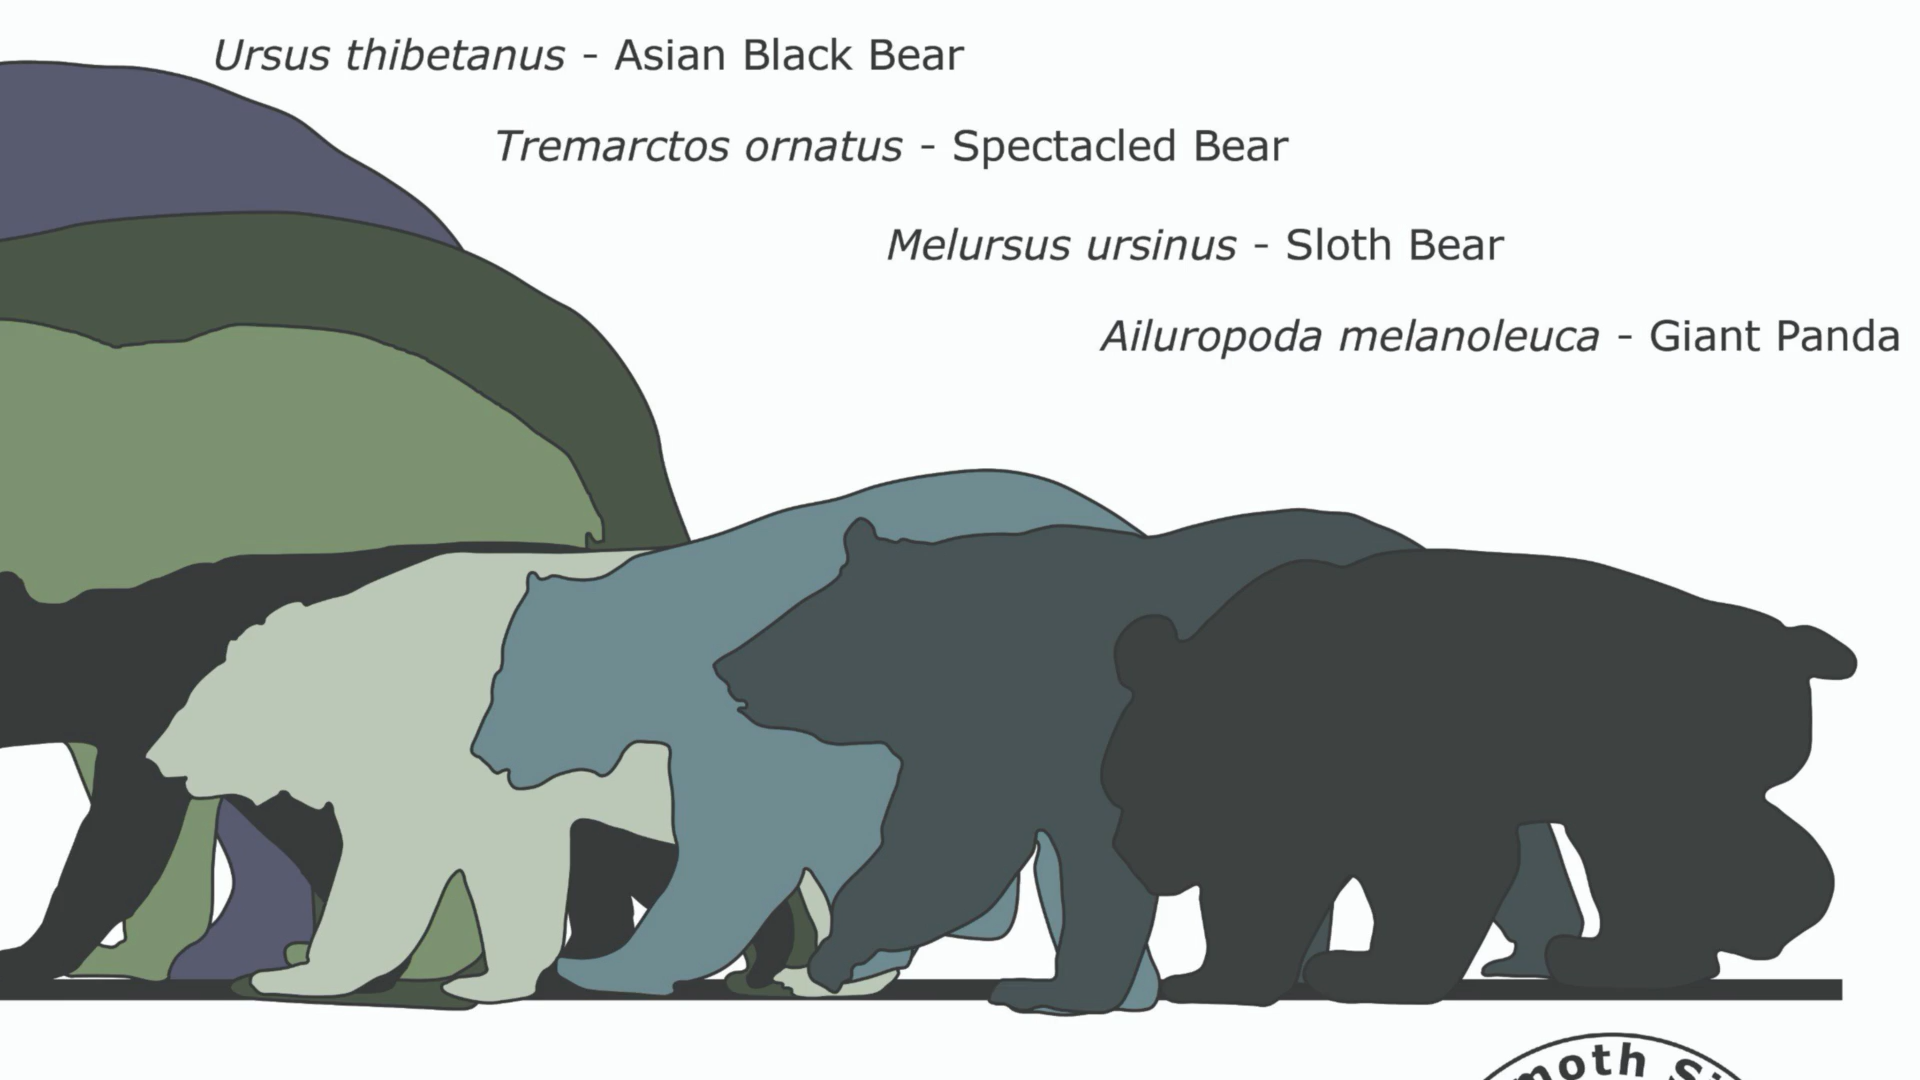 Ursus thibetanus - Asian Black Bear
Tremarctos ornatus - Spectacled Bear
Melursus ursinus - Sloth Bear
Ailuropoda melanoleuca - Giant Panda